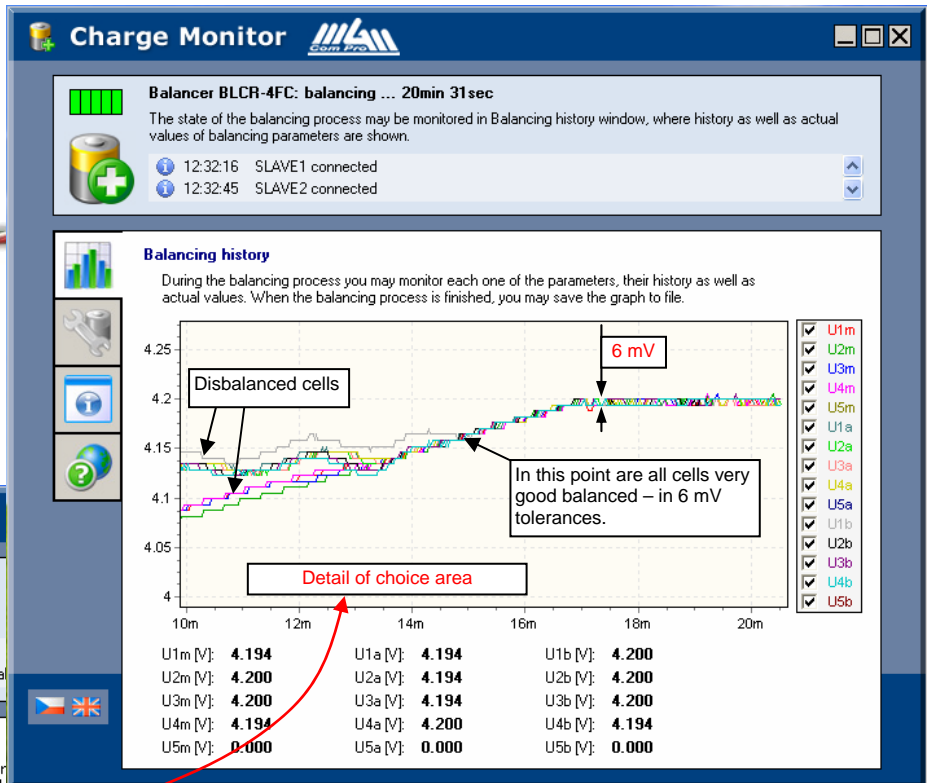 Charge Monitor
mgm
Com Pro
Balancer BLCR-4FC: balancing ... 20min 31sec
The state of the balancing process may be monitored in Balancing history window, where history as well as actual
values of balancing parameters are shown.
12:32:16 SLAVE1 connected
12:32:45 SLAVE2 connected
Balancing history
During the balancing process you may monitor each one of the parameters, their history as well as
actual values. When the balancing process is finished, you may save the graph to file.
4.25
4.2
4.15
4.1
4.05
4
Disbalanced cells
6 mV
In this point are all cells very
good balanced – in 6 mV
tolerances.
Detail of choice area
10m 12m 14m 16m 18m 20m
U1m
U2m
U3m
U4m
U5m
U1a
U2a
U3a
U4a
U5a
U1b
U2b
U3b
U4b
U5b
U1m [V]: 4.194 U1a [V]: 4.194 U1b [V]: 4.200
U2m [V]: 4.200 U2a [V]: 4.194 U2b [V]: 4.200
U3m [V]: 4.200 U3a [V]: 4.194 U3b [V]: 4.200
U4m [V]: 4.194 U4a [V]: 4.200 U4b [V]: 4.194
U5m [V]: 0.000 U5a [V]: 0.000 U5b [V]: 0.000